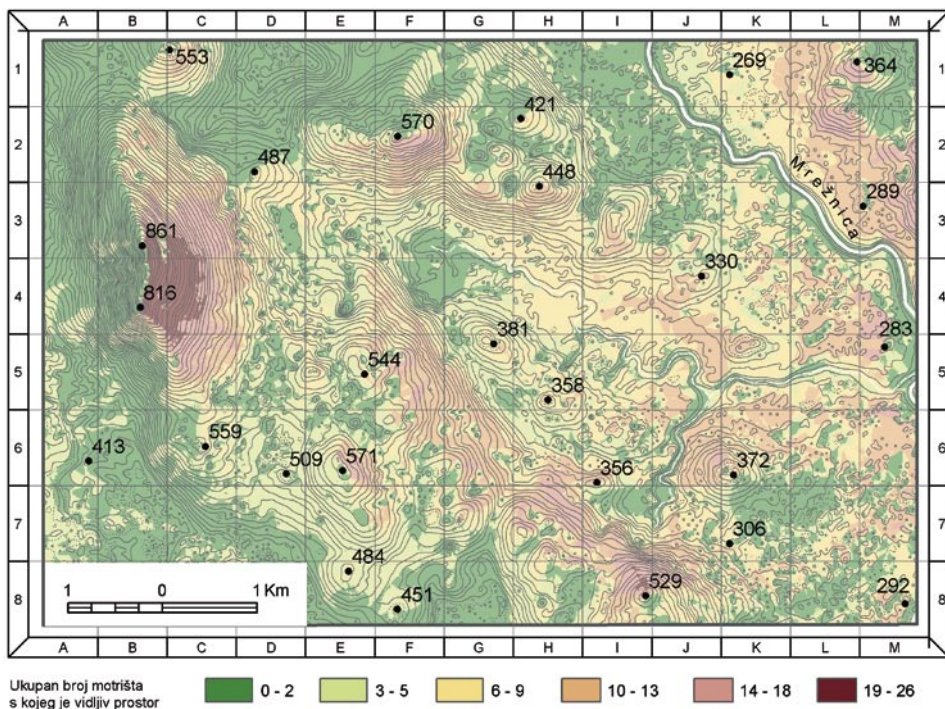 A B C D E F G H I J K L M
1 553 269 364 1
421
570
2 487 2
448 289
Mrežnica
3 3
861
330
4 816 4
381 283
544
5 358 5
413 559
6 509 571 356 372 6
7 306 7
484
1 0 1 Km 529 292
8 451 8
A B C D E F G H I J K L M
Ukupan broj motrišta
s kojeg je vidljiv prostor
0 - 2 3 - 5 6 - 9 10 - 13 14 - 18 19 - 26